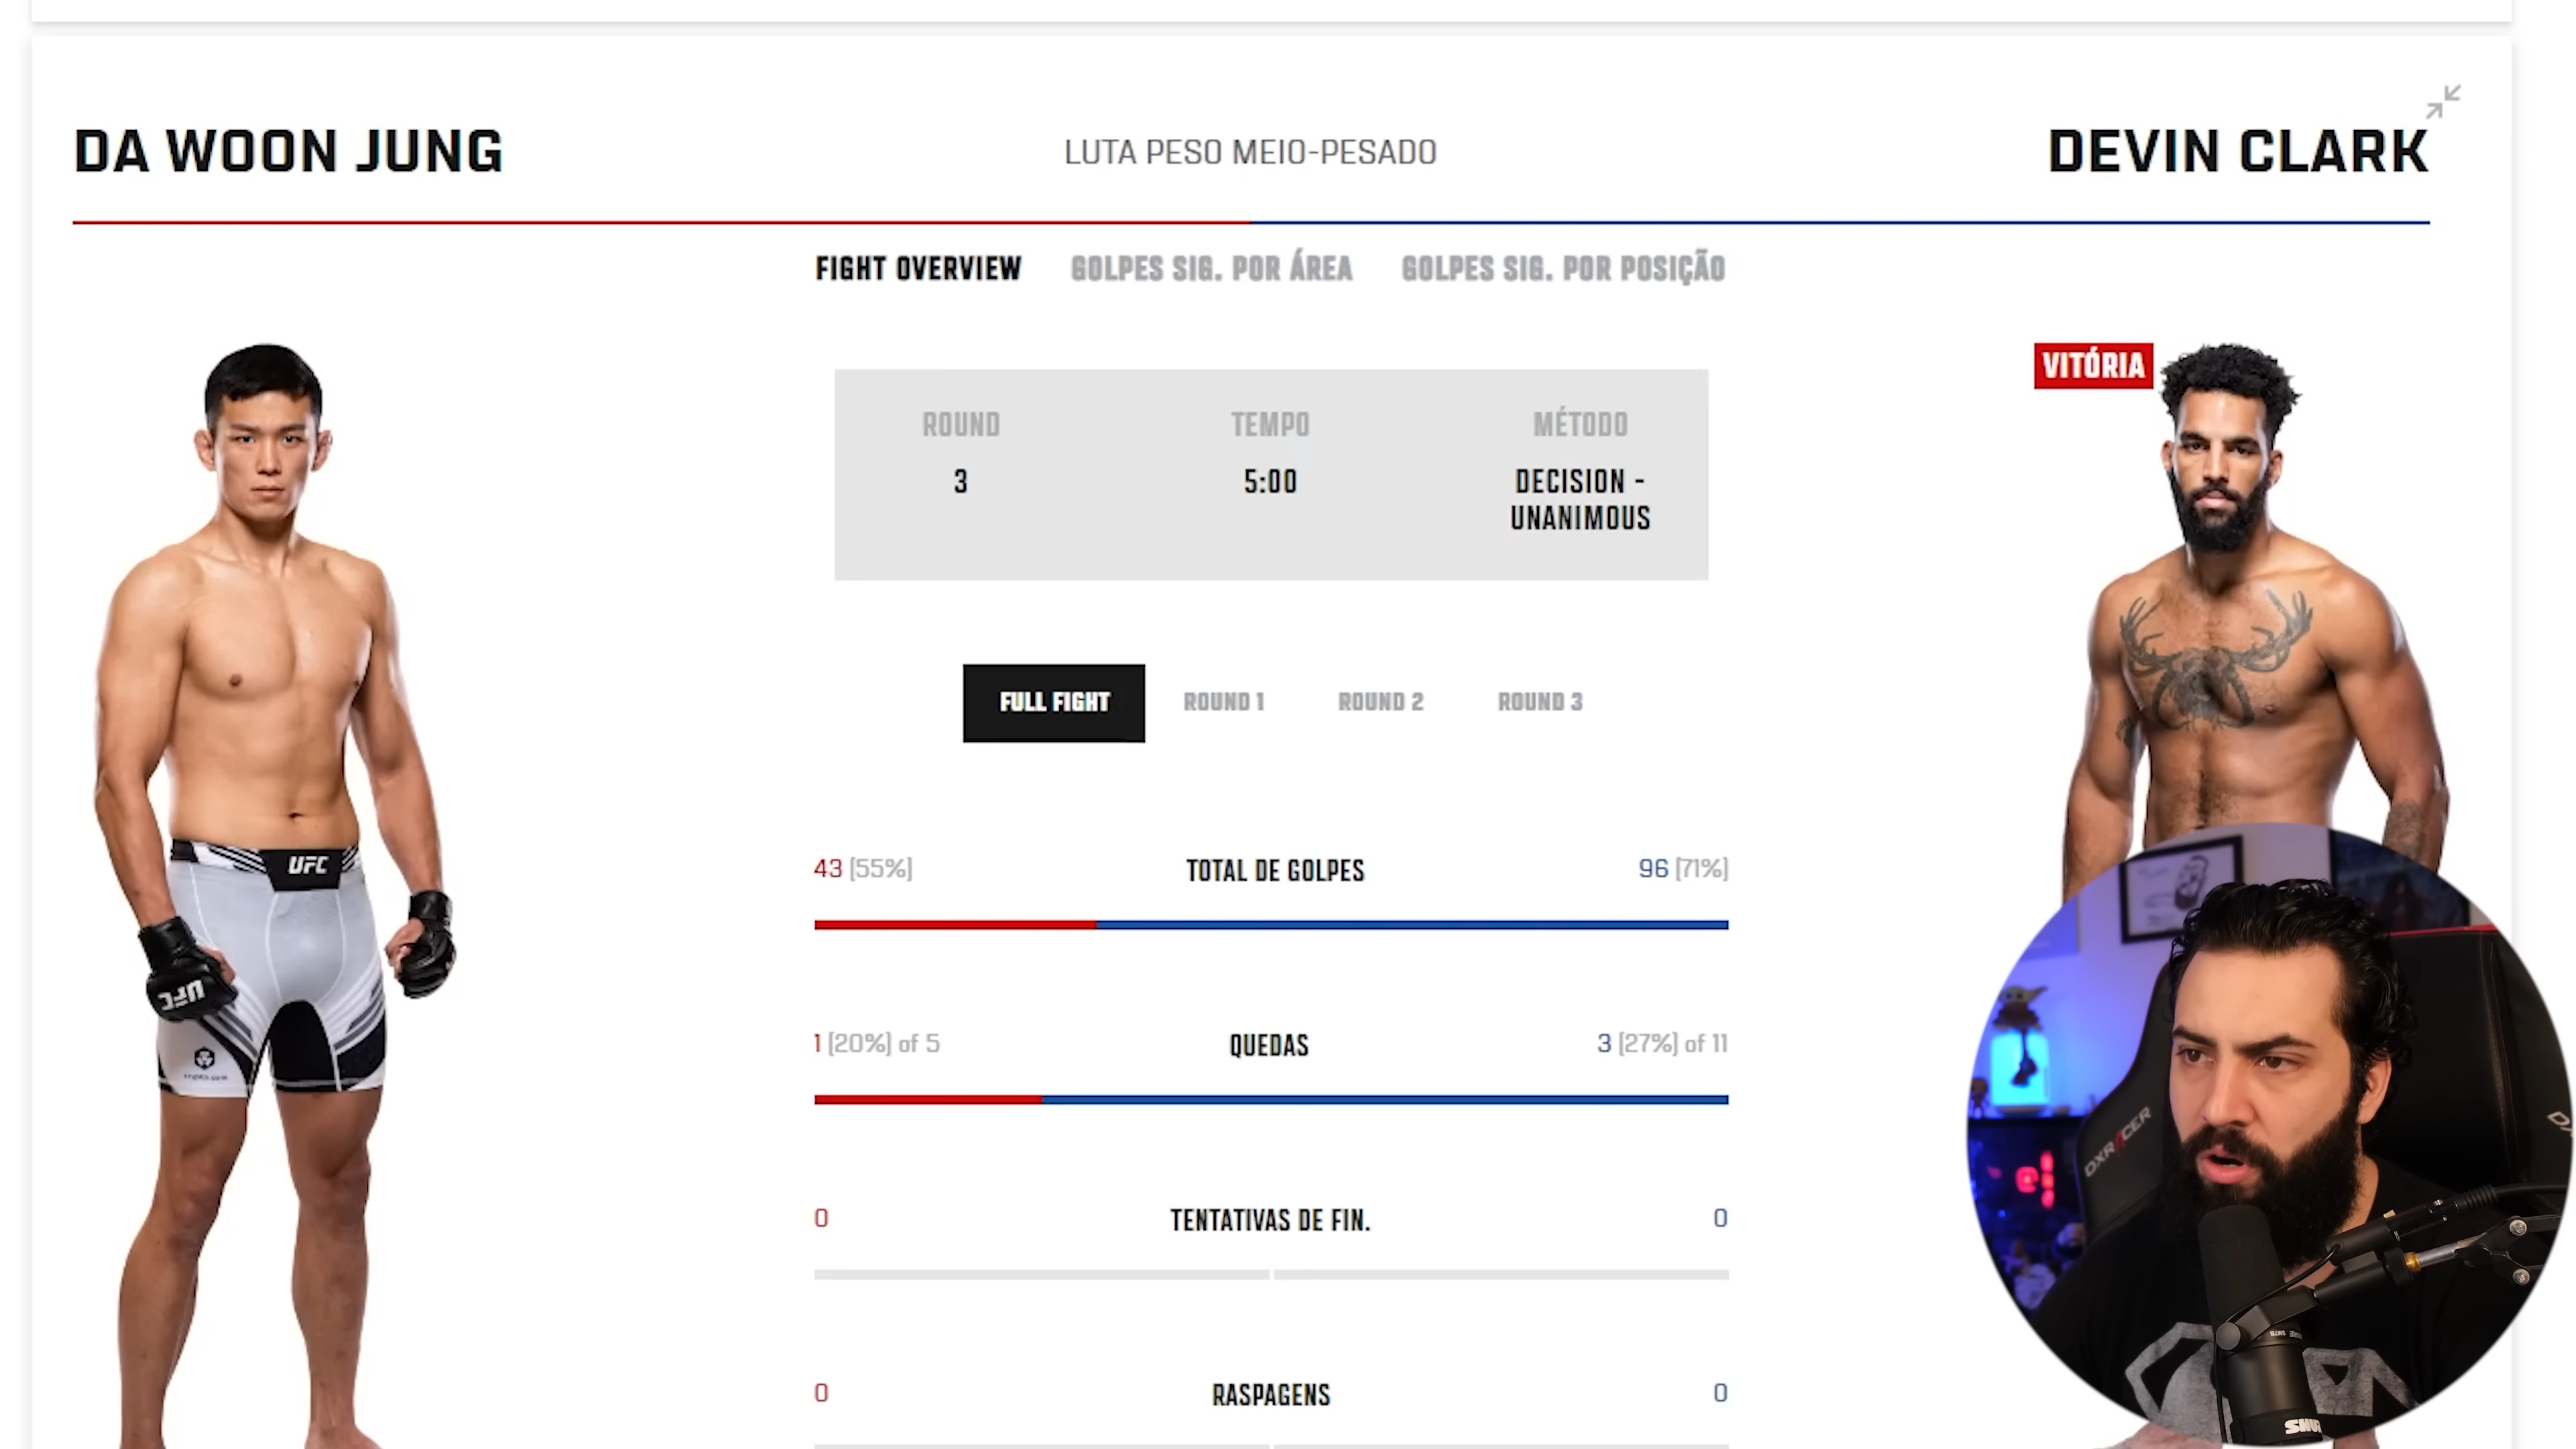 DA WOON JUNG
LUTA PESO MEIO-PESADO
DEVIN CLARK
FIGHT OVERVIEW
GOLPES SIG. POR ÁREA
GOLPES SIG. POR POSIÇÃO
VITÓRIA
ROUND
TEMPO
MÉTODO
3
5:00
DECISION -
UNANIMOUS
FULL FIGHT
ROUND 1
ROUND 2
ROUND 3
UFC
UFC
43 [55%]
TOTAL DE GOLPES
96 [71%]
1 [20%] of 5
QUEDAS
3 [27%] of 11
0
TENTATIVAS DE FIN.
0
0
RASPAGENS
0
DXRACER